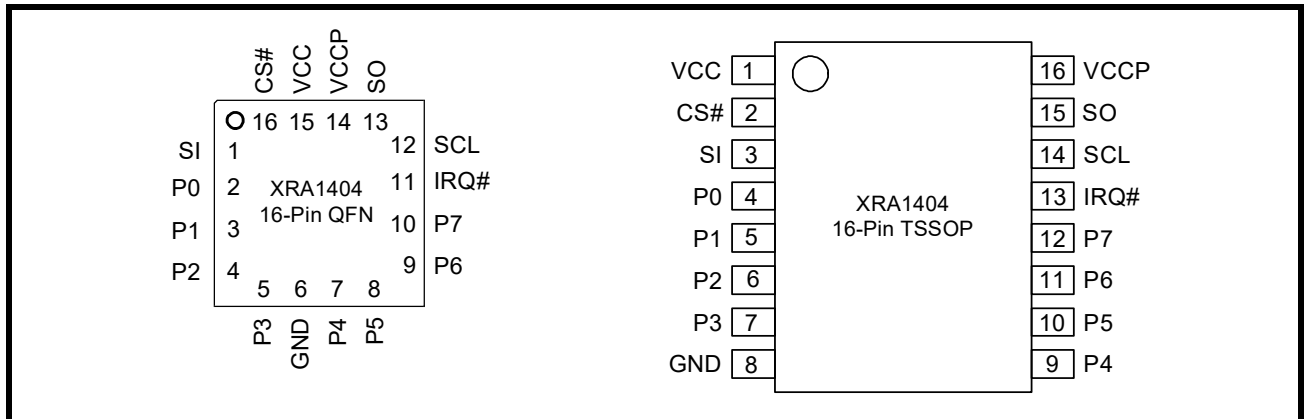 CS# VCC VCCP SO
16 15 14 13
SI 1
P0 2
P1 3
P2 4
XRA1404
16-Pin QFN
12 SCL
11 IRQ#
10 P7
9 P6
5 6 7 8
P3 GND P4 P5
VCC 1
CS# 2
SI 3
P0 4
P1 5
P2 6
P3 7
GND 8
XRA1404
16-Pin TSSOP
16 VCCP
15 SO
14 SCL
13 IRQ#
12 P7
11 P6
10 P5
9 P4